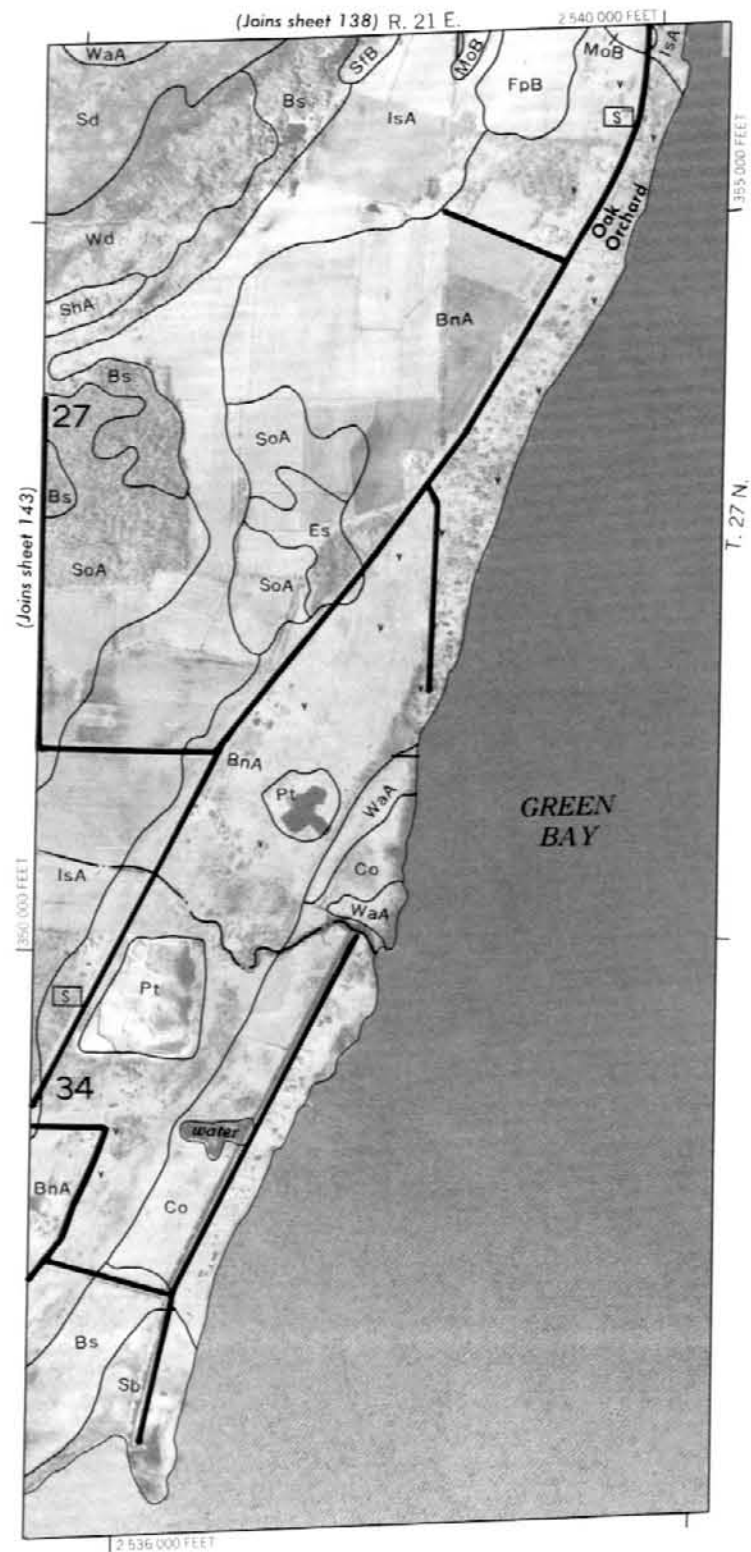 (Joins sheet 138) R. 21 E.
2 540 000 FEET
WaA
SfB
MoB
MoB
IsA
Sd
Bs
FpB
IsA
S
355 000 FEET
Oak
Orchard
Wd
ShA
BnA
Bs
27
SoA
Bs
Es
T. 27 N.
(Joins sheet 143)
SoA
SoA
BnA
Pt
WaA
GREEN
BAY
Co
IsA
WaA
350 000 FEET
Pt
S
34
water
BnA
Co
Bs
Sb
2 536 000 FEET